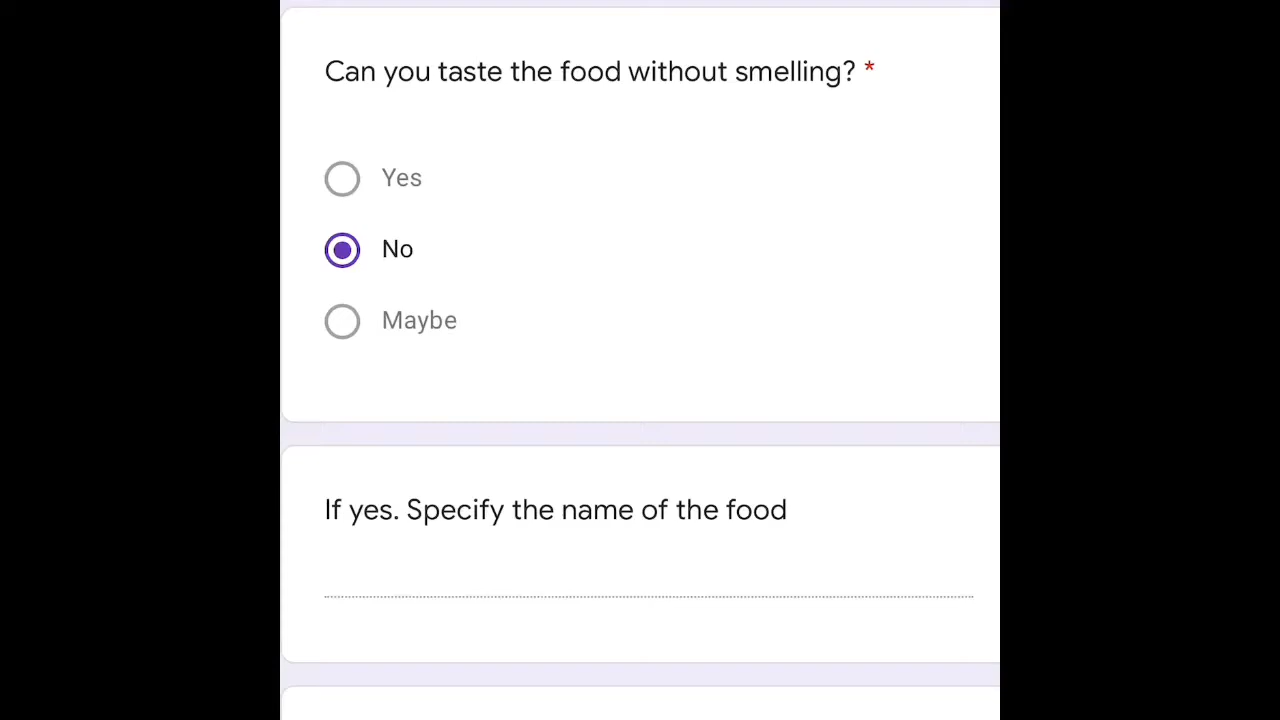 Can you taste the food without smelling? *
Yes
No
Maybe
If yes. Specify the name of the food